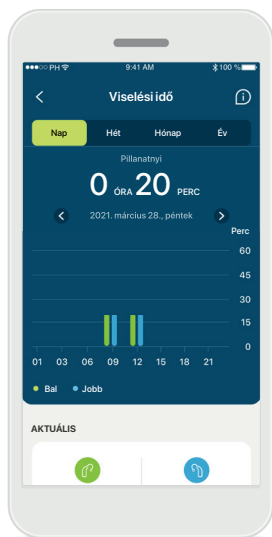 PH 9:41 AM 100 %
Viselési idő
Nap Hét Hónap Év
Pillanatnyi
0 ÓRA 20 PERC
2021. március 28., péntek
Perc
60
45
30
15
0
01 03 06 09 12 15 18 21
Bal Jobb
AKTUÁLIS